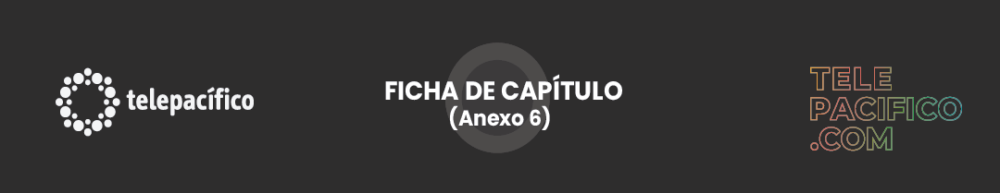 telepacífico
FICHA DE CAPÍTULO
(Anexo 6)
TELE
PACIFICO
.COM